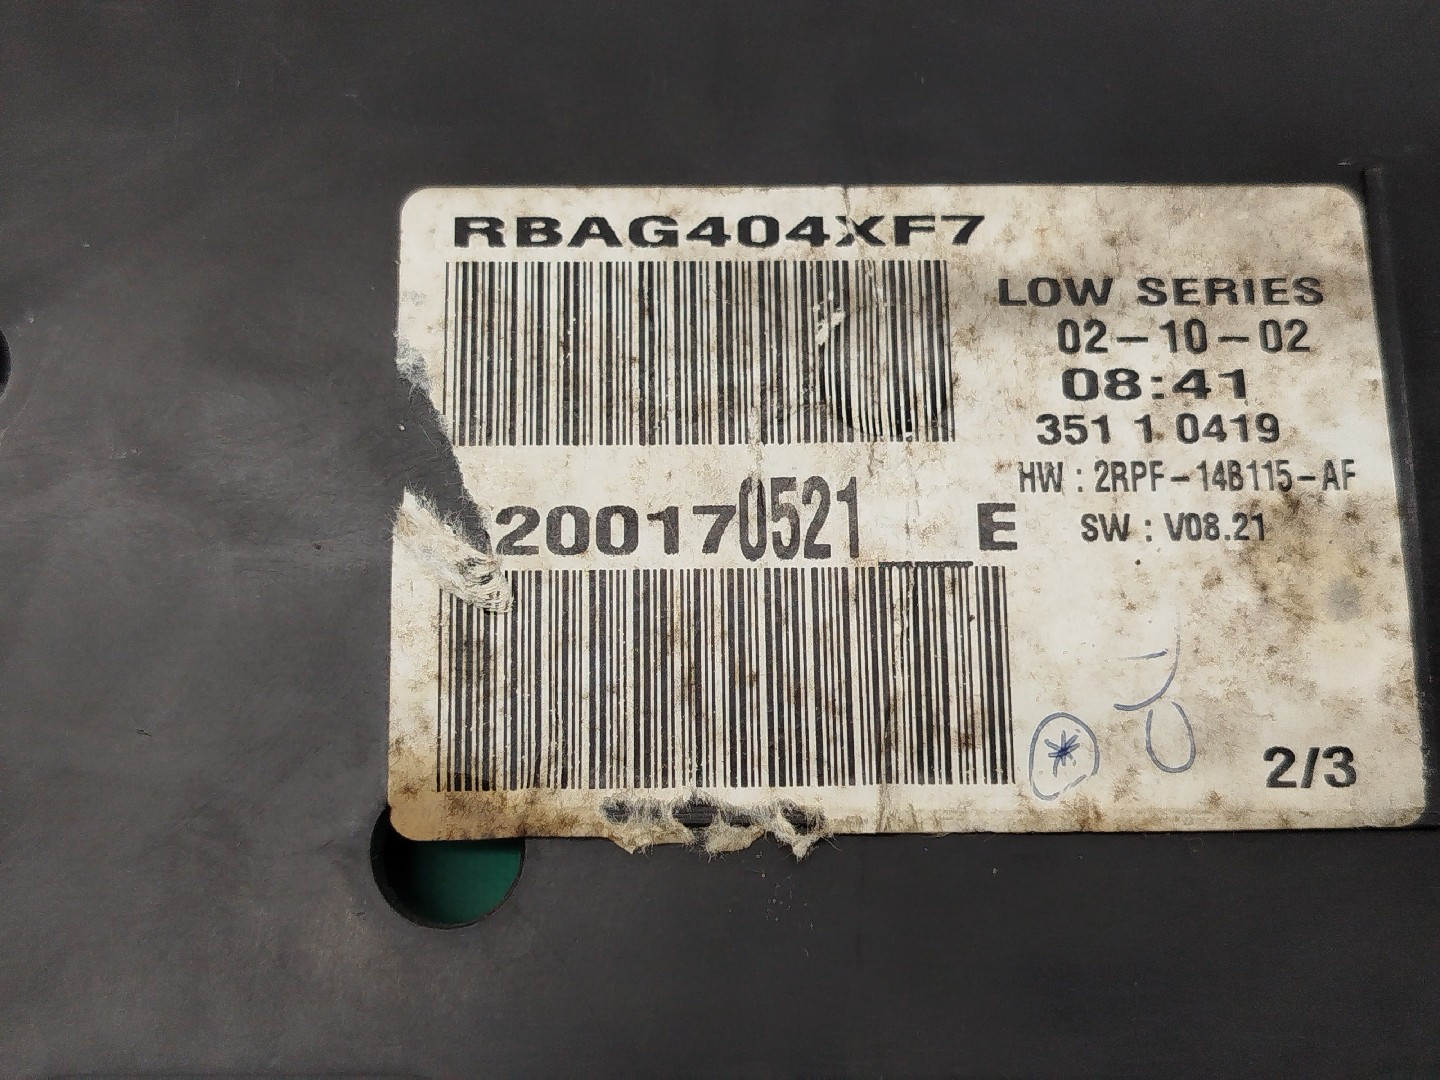 RBAG404XF7
LOW SERIES
02-10-02
08:41
351 1 0419
HW : 2RPF-14B115-AF
SW : V08.21
200170521 E
2/3